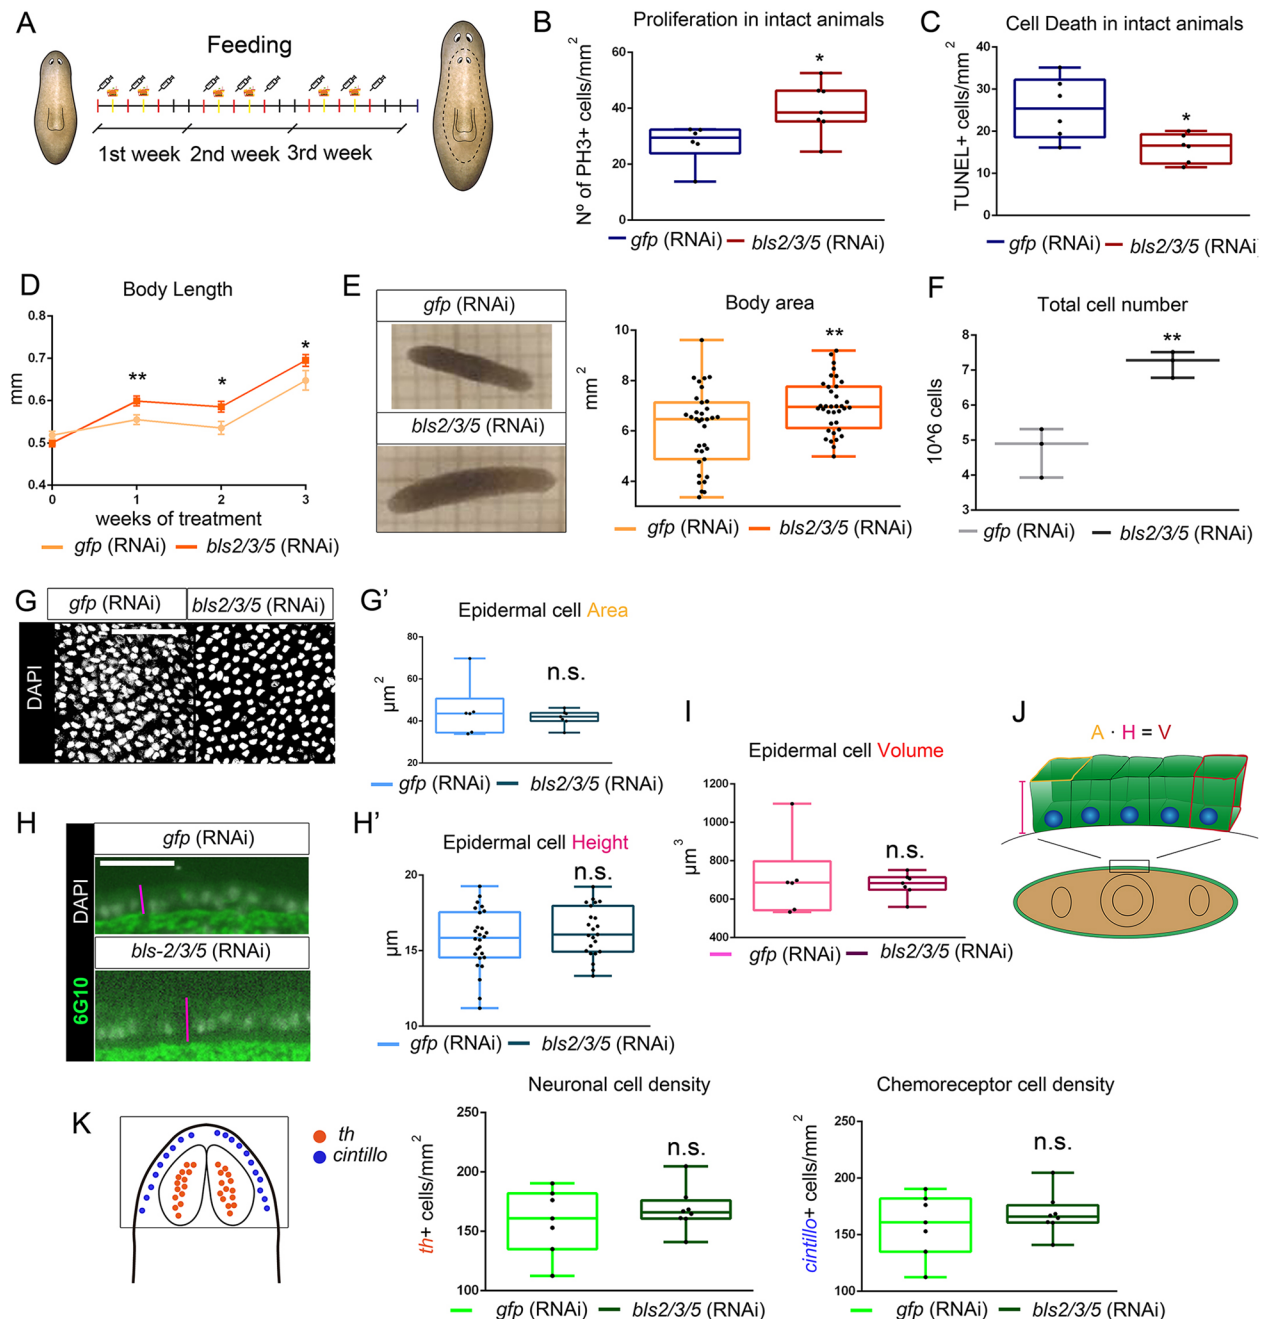 A
Feeding
1st week 2nd week 3rd week
B
Proliferation in intact animals
Nº of PH3+ cells/mm²
60
40
20
0
*
gfp (RNAi) bls2/3/5 (RNAi)
C
Cell Death in intact animals
TUNEL+ cells/mm²
40
30
20
10
0
*
gfp (RNAi) bls2/3/5 (RNAi
D
Body Length
mm
0.8
0.7
0.6
0.5
0.4
** * *
0 1 2 3
weeks of treatment
gfp (RNAi) bls2/3/5 (RNAi)
E
gfp (RNAi)
bls2/3/5 (RNAi)
Body area
mm²
10
8
6
4
**
gfp (RNAi) bls2/3/5 (RNAi)
F
Total cell number
10^6 cells
8
7
6
5
4
3
**
gfp (RNAi) bls2/3/5 (RNAi)
G
gfp (RNAi) bls2/3/5 (RNAi)
DAPI
G'
Epidermal cell Area
µm²
80
60
40
20
n.s.
gfp (RNAi) bls2/3/5 (RNAi)
H
gfp (RNAi)
bls-2/3/5 (RNAi)
6G10 DAPI
H'
Epidermal cell Height
µm
20
15
10
n.s.
gfp (RNAi) bls2/3/5 (RNAi)
I
Epidermal cell Volume
µm³
1200
1000
800
600
400
n.s.
gfp (RNAi) bls2/3/5 (RNAi)
J
A · H = V
K
th
cintillo
Neuronal cell density
th+ cells/mm²
250
200
150
100
n.s.
gfp (RNAi) bls2/3/5 (RNAi)
Chemoreceptor cell density
cintillo+ cells/mm²
250
200
150
100
n.s.
gfp (RNAi) bls2/3/5 (RNAi)